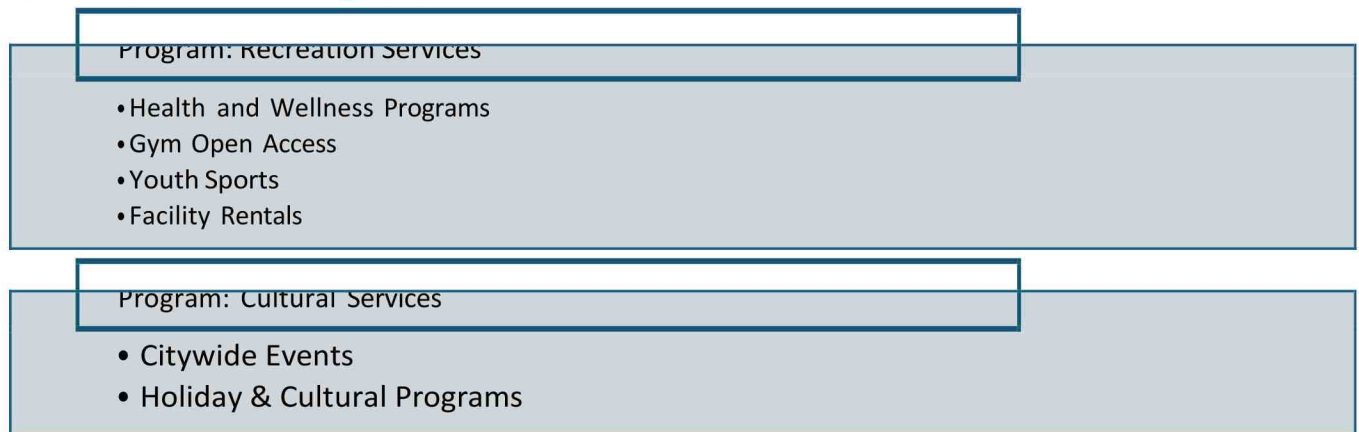 Program: Recreation Services
•Health and Wellness Programs
•Gym Open Access
•Youth Sports
•Facility Rentals
Program: Cultural Services
• Citywide Events
• Holiday & Cultural Programs